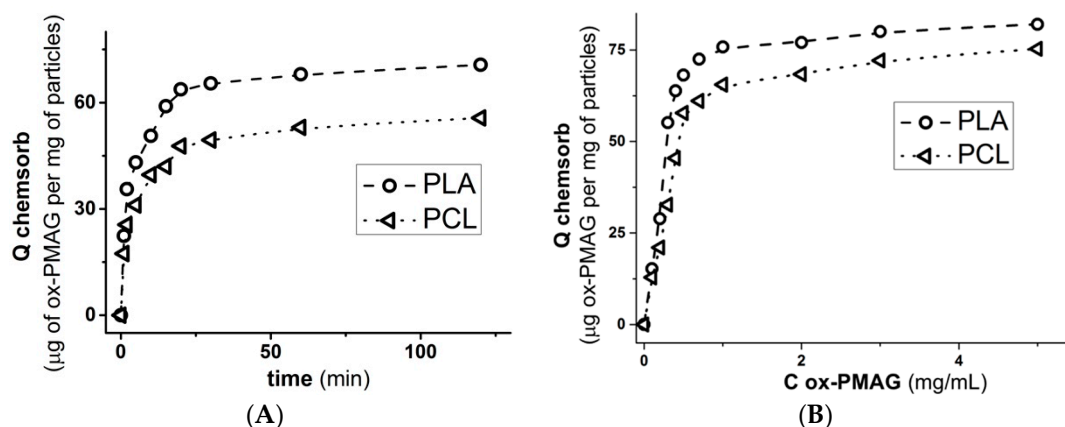 Q chemsorb
(µg of ox-PMAG per mg of particles)
60
30
0
PLA
PCL
0
50
100
time (min)
(A)
Q chemsorb
(µg ox-PMAG per mg of particles)
75
50
25
0
PLA
PCL
0
2
4
C ox-PMAG (mg/mL)
(B)